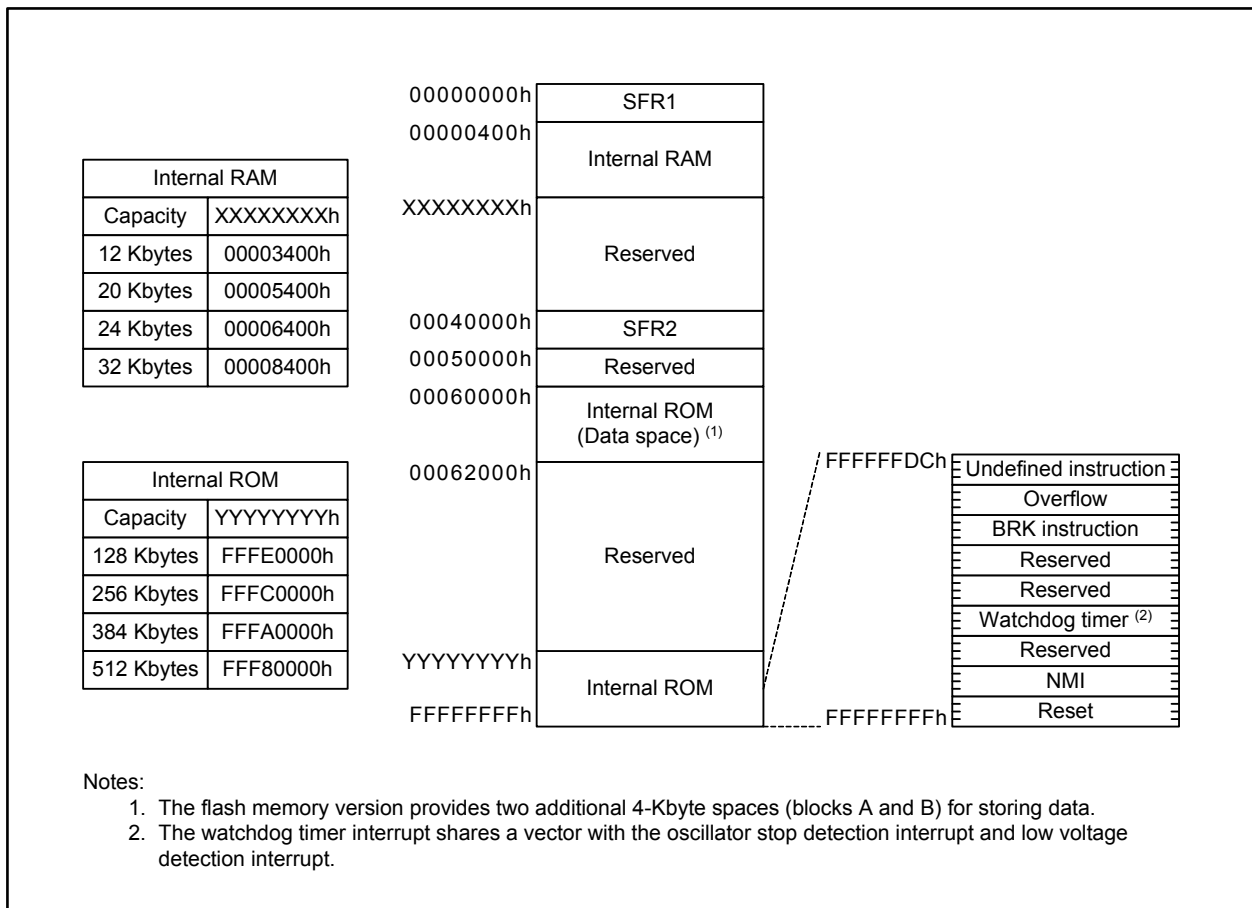 00000000h
SFR1
00000400h
Internal RAM
XXXXXXXXh
Reserved
00040000h
SFR2
00050000h
Reserved
00060000h
Internal ROM
(Data space) (1)
00062000h
Reserved
YYYYYYYYh
Internal ROM
FFFFFFFFh
Internal RAM
Capacity XXXXXXXXh
12 Kbytes 00003400h
20 Kbytes 00005400h
24 Kbytes 00006400h
32 Kbytes 00008400h
Internal ROM
Capacity YYYYYYYYh
128 Kbytes FFFE0000h
256 Kbytes FFFC0000h
384 Kbytes FFFA0000h
512 Kbytes FFF80000h
FFFFFFDCh
Undefined instruction
Overflow
BRK instruction
Reserved
Reserved
Watchdog timer (2)
Reserved
NMI
Reset
FFFFFFFFh
Notes:
1. The flash memory version provides two additional 4-Kbyte spaces (blocks A and B) for storing data.
2. The watchdog timer interrupt shares a vector with the oscillator stop detection interrupt and low voltage
detection interrupt.